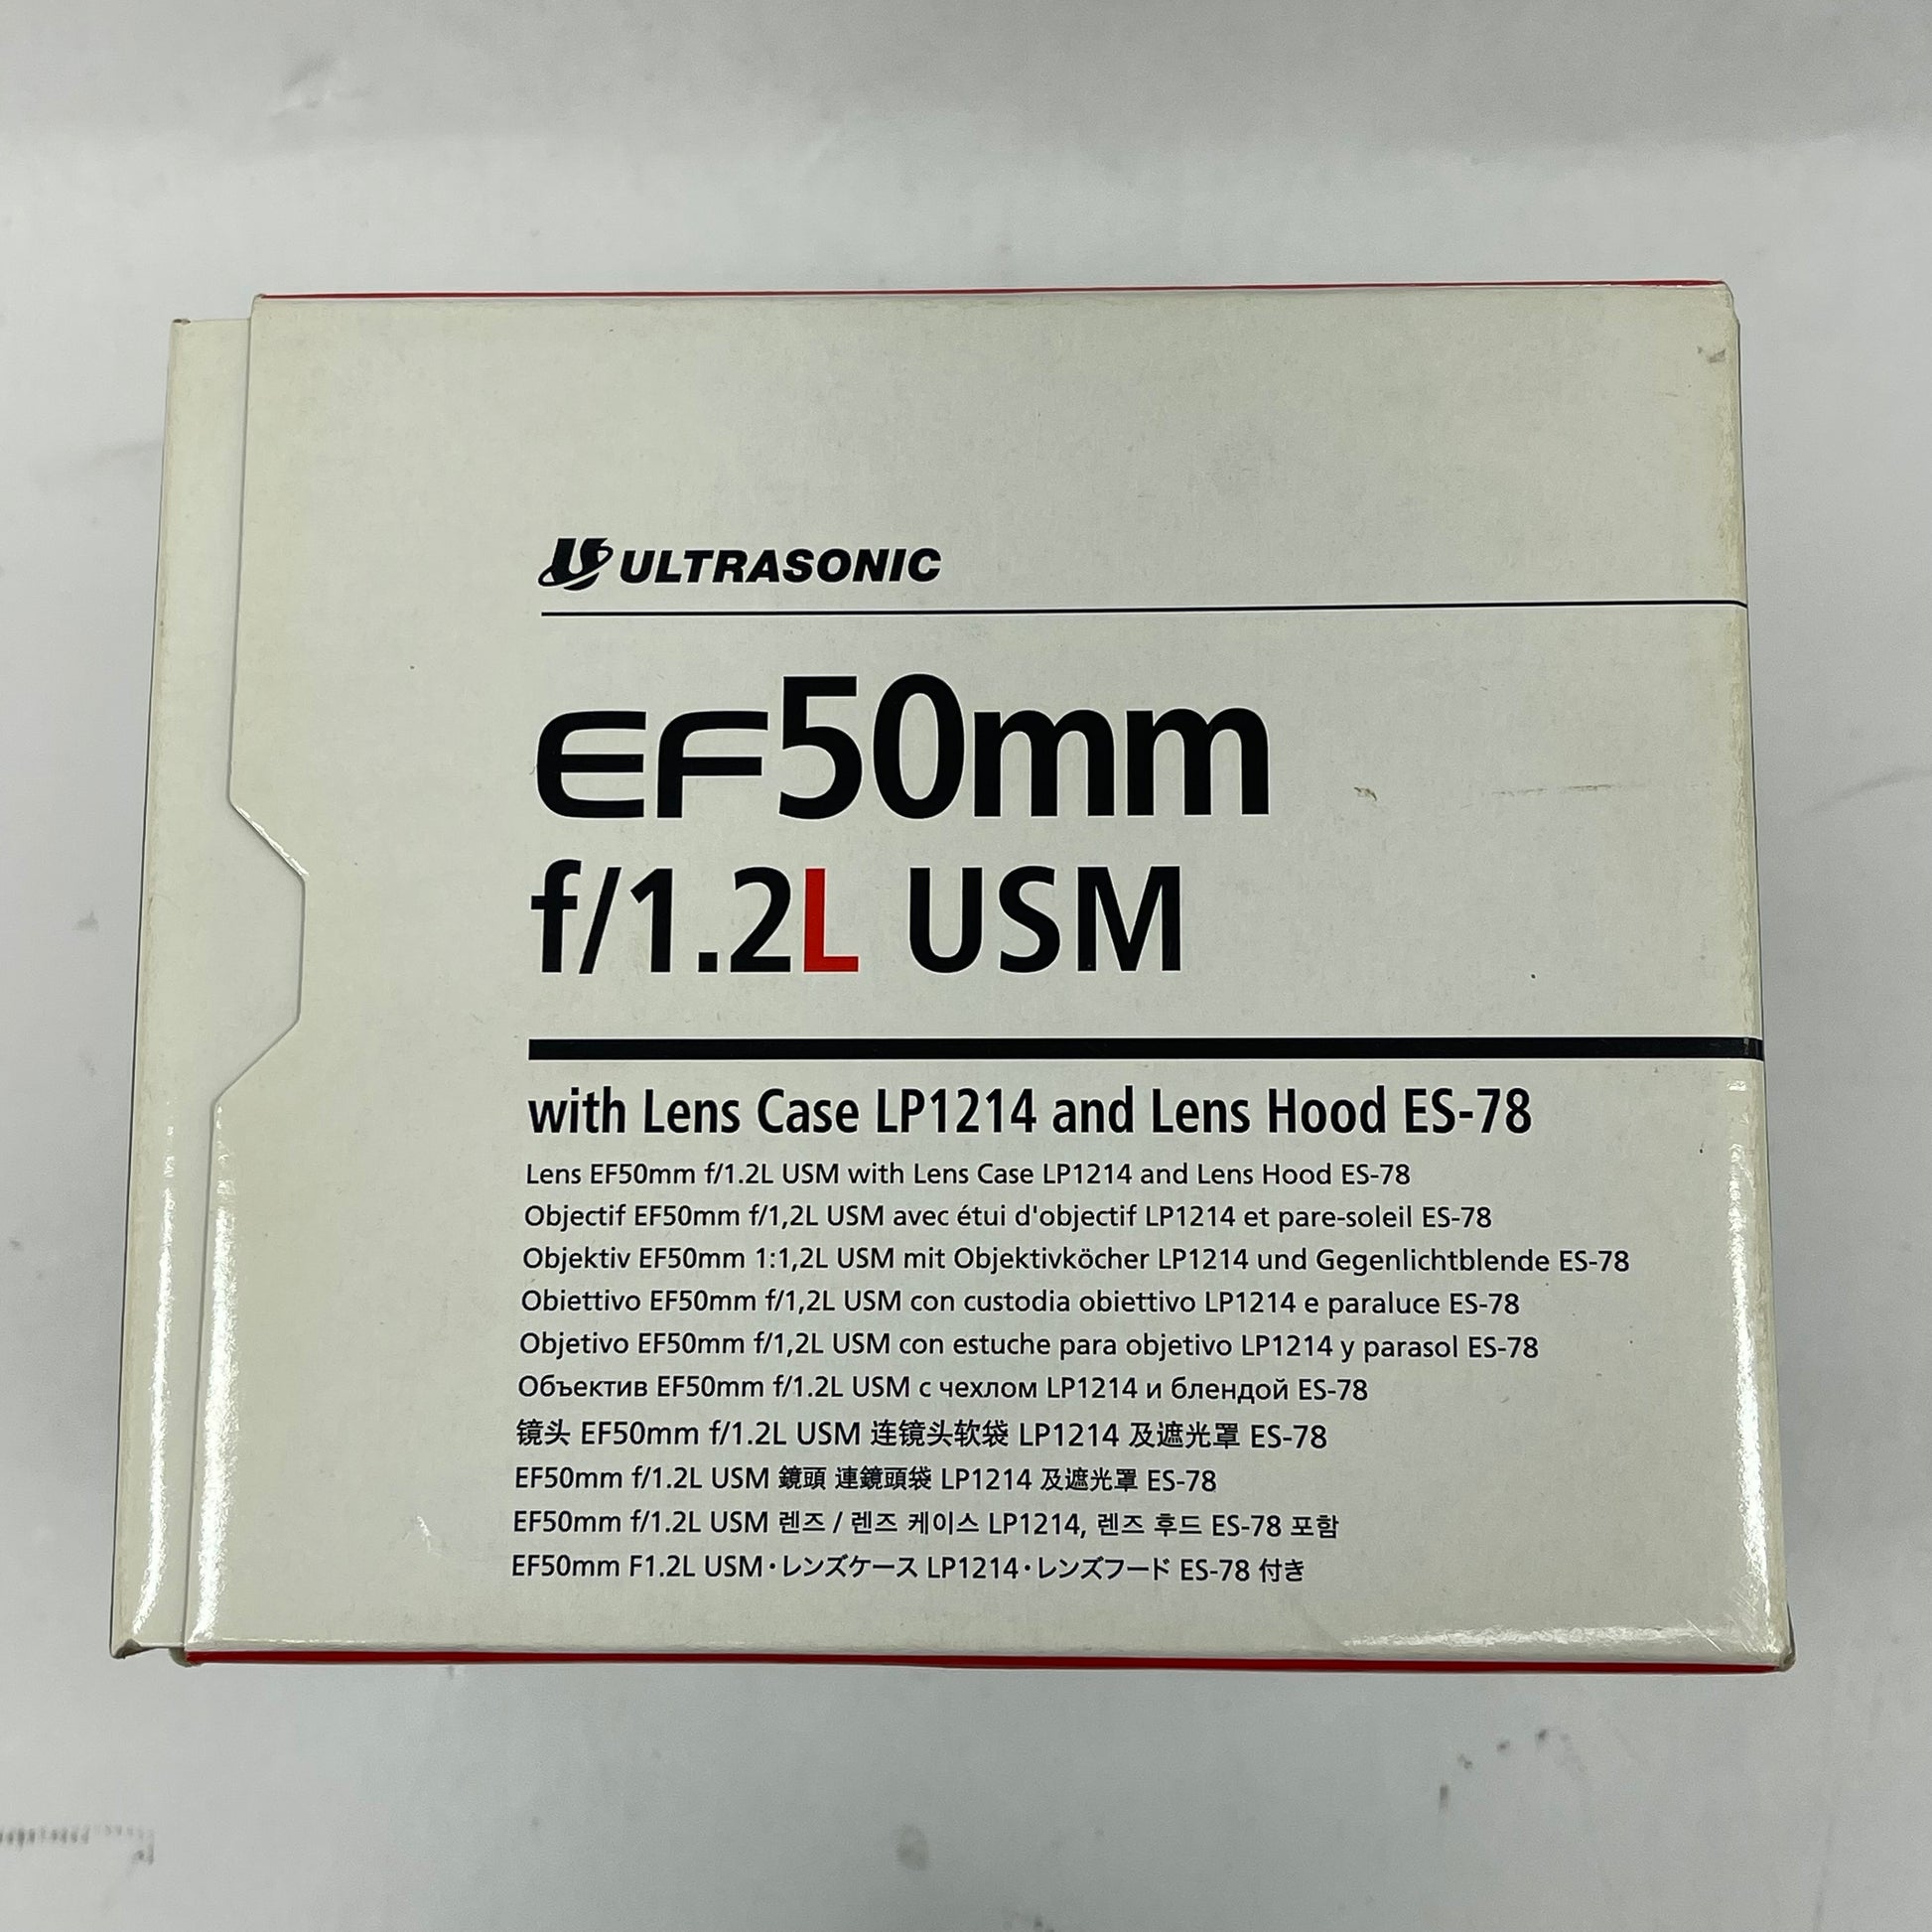 ULTRASONIC
EF50mm
f/1.2L USM
with Lens Case LP1214 and Lens Hood ES-78
Lens EF50mm f/1.2L USM with Lens Case LP1214 and Lens Hood ES-78
Objectif EF50mm f/1,2L USM avec étui d'objectif LP1214 et pare-soleil ES-78
Objektiv EF50mm 1:1,2L USM mit Objektivköcher LP1214 und Gegenlichtblende ES-78
Obiettivo EF50mm f/1,2L USM con custodia obiettivo LP1214 e paraluce ES-78
Objetivo EF50mm f/1,2L USM con estuche para objetivo LP1214 y parasol ES-78
Объектив EF50mm f/1.2L USM с чехлом LP1214 и блендой ES-78
镜头 EF50mm f/1.2L USM 连镜头软袋 LP1214 及遮光罩 ES-78
EF50mm f/1.2L USM 鏡頭 連鏡頭袋 LP1214 及遮光罩 ES-78
EF50mm f/1.2L USM 렌즈 / 렌즈 케이스 LP1214, 렌즈 후드 ES-78 포함
EF50mm F1.2L USM・レンズケース LP1214・レンズフード ES-78 付き